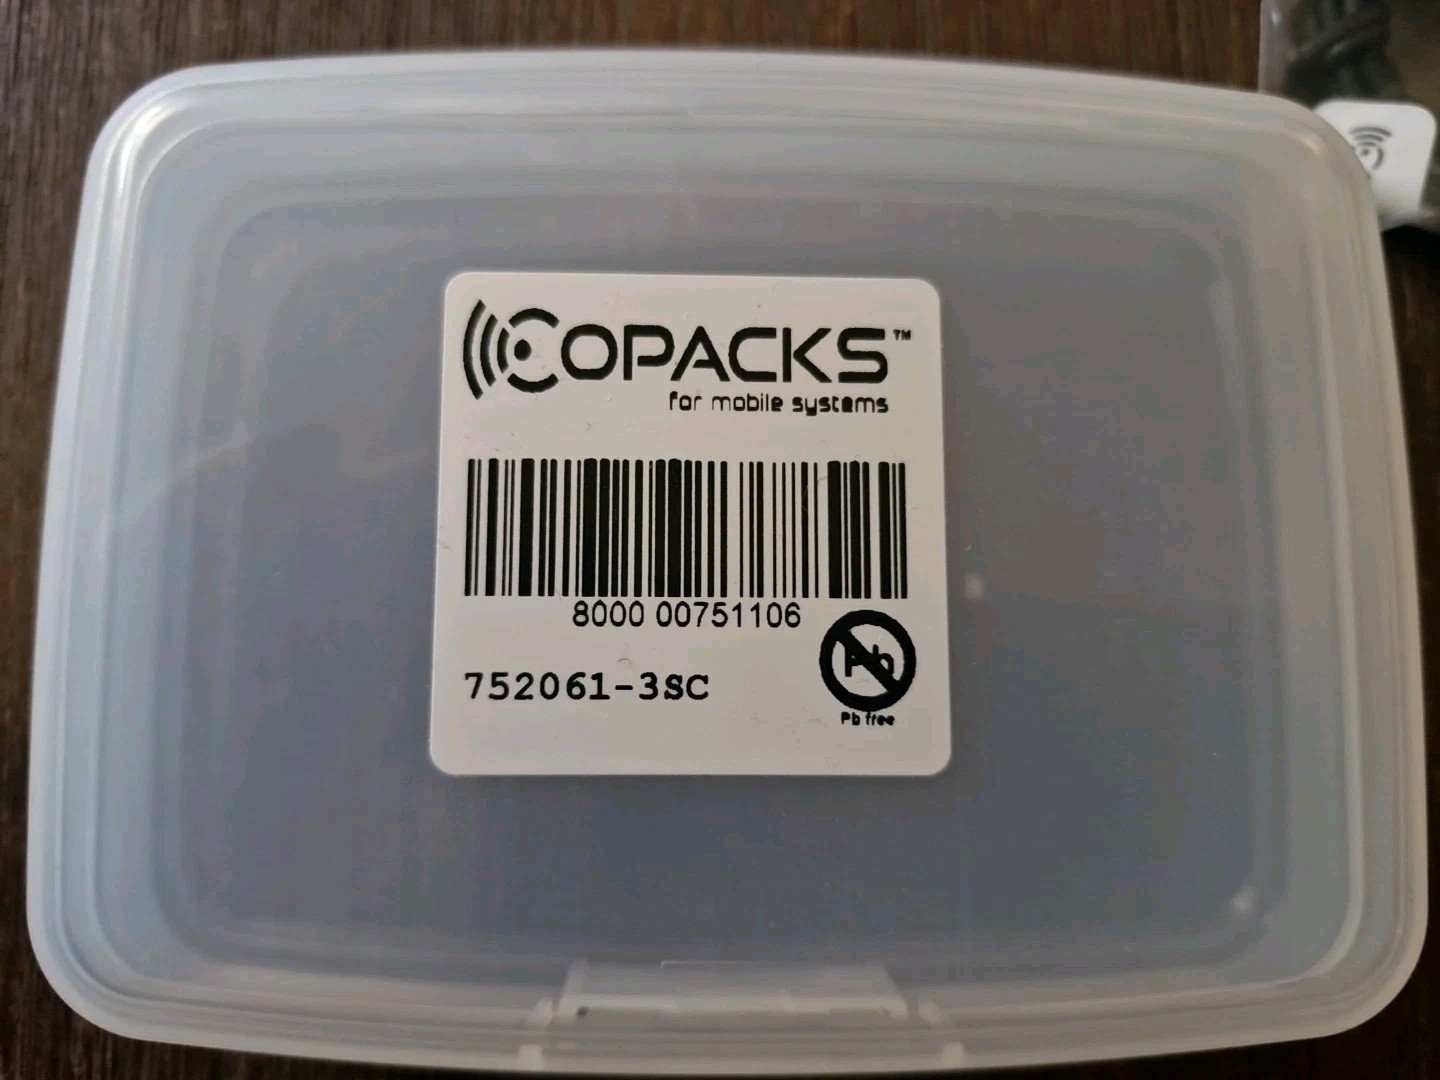 COPACKS™
for mobile systems
8000 00751106
752061-3SC
Pb
Pb free